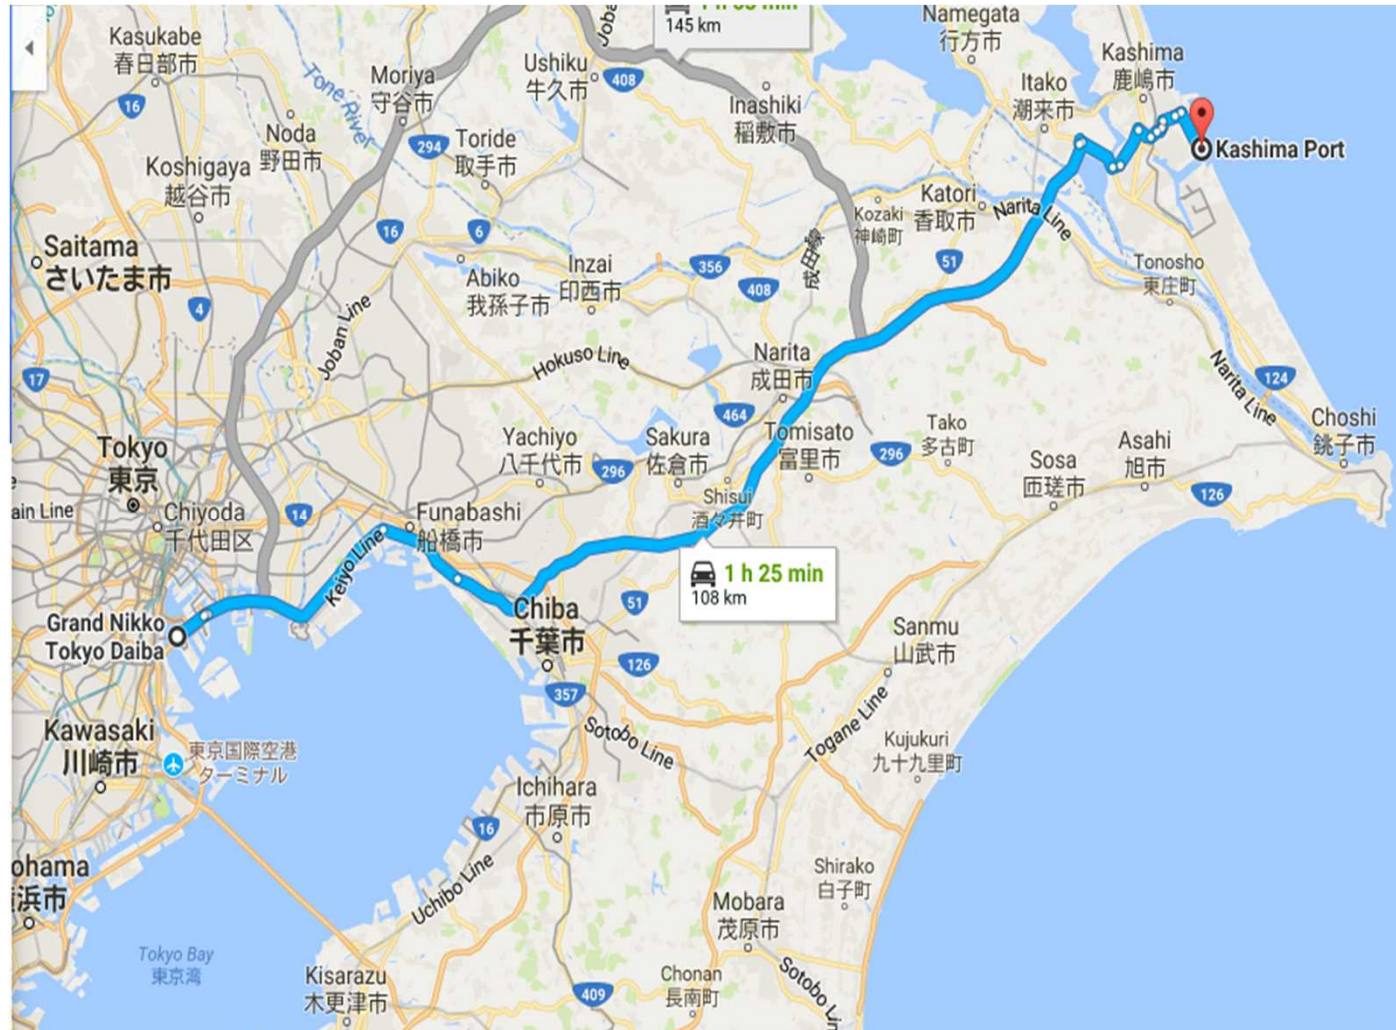 145 km
Kasukabe
春日部市
Namegata
行方市
Kashima
鹿嶋市
Ushiku
牛久市
408
Moriya
守谷市
Itako
潮来市
Inashiki
稲敷市
16
Tone River
Noda
野田市
294
Toride
取手市
Kashima Port
Koshigaya
越谷市
Katori
香取市
Kozaki
神崎町
Narita Line
16
6
Saitama
さいたま市
成田線
51
Abiko
我孫子市
Inzai
印西市
356
408
Tonosho
東庄町
4
Joban Line
Hokuso Line
Narita
成田市
17
124
Narita Line
464
Choshi
銚子市
Tokyo
東京
Yachiyo
八千代市
296
Sakura
佐倉市
Tomisato
富里市
296
Tako
多古町
Asahi
旭市
Sosa
匝瑳市
126
Shisui
酒々井町
ain Line
Chiyoda
千代田区
14
Funabashi
船橋市
Keiyo Line
1 h 25 min
108 km
Chiba
千葉市
51
Grand Nikko
Tokyo Daiba
126
Sanmu
山武市
357
Sotobo Line
Togane Line
Kawasaki
川崎市
東京国際空港
ターミナル
Kujukuri
九十九里町
Ichihara
市原市
16
Uchibo Line
ohama
浜市
Shirako
白子町
Mobara
茂原市
Tokyo Bay
東京湾
Kisarazu
木更津市
409
Chonan
長南町
Sotobo Lin